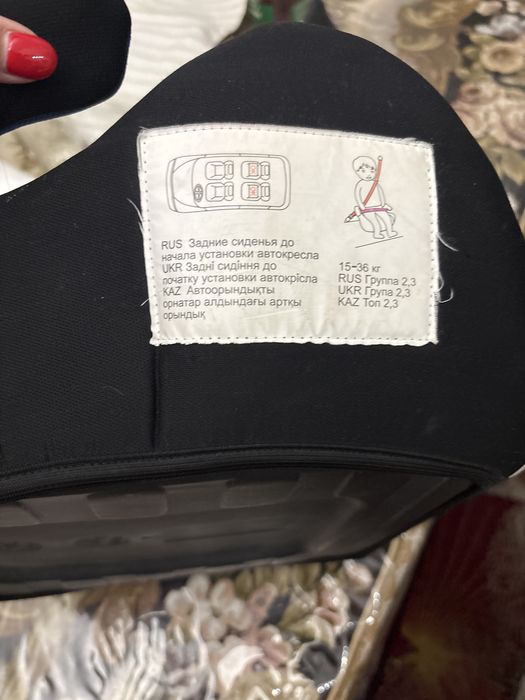 RUS Задние сиденья до
начала установки автокресла
UKR Задні сидіння до
початку установки автокрісла
KAZ Автоорындықты
орнатар алдындағы артқы
орындық
15-36 кг
RUS Группа 2,3
UKR Група 2,3
KAZ Топ 2,3